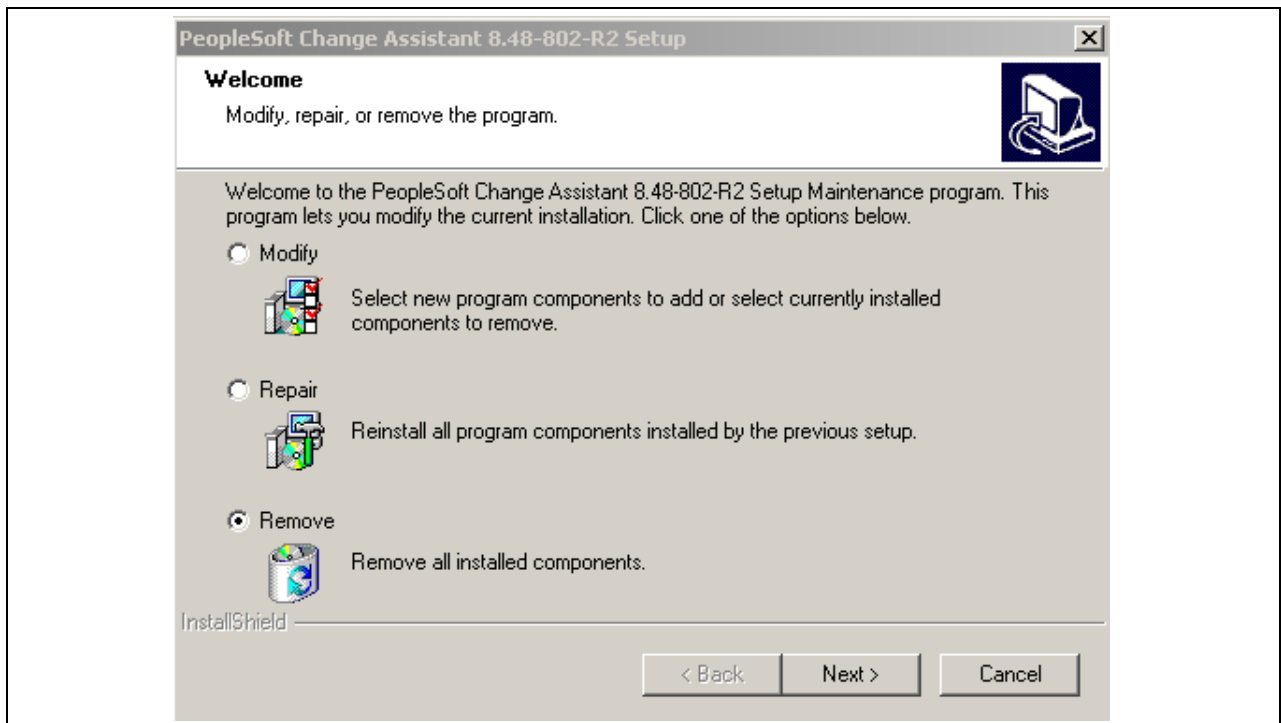 PeopleSoft Change Assistant 8.48-802-R2 Setup
Welcome
Modify, repair, or remove the program.
Welcome to the PeopleSoft Change Assistant 8.48-802-R2 Setup Maintenance program. This
program lets you modify the current installation. Click one of the options below.
Modify
Select new program components to add or select currently installed
components to remove.
Repair
Reinstall all program components installed by the previous setup.
Remove
Remove all installed components.
InstallShield
< Back
Next >
Cancel